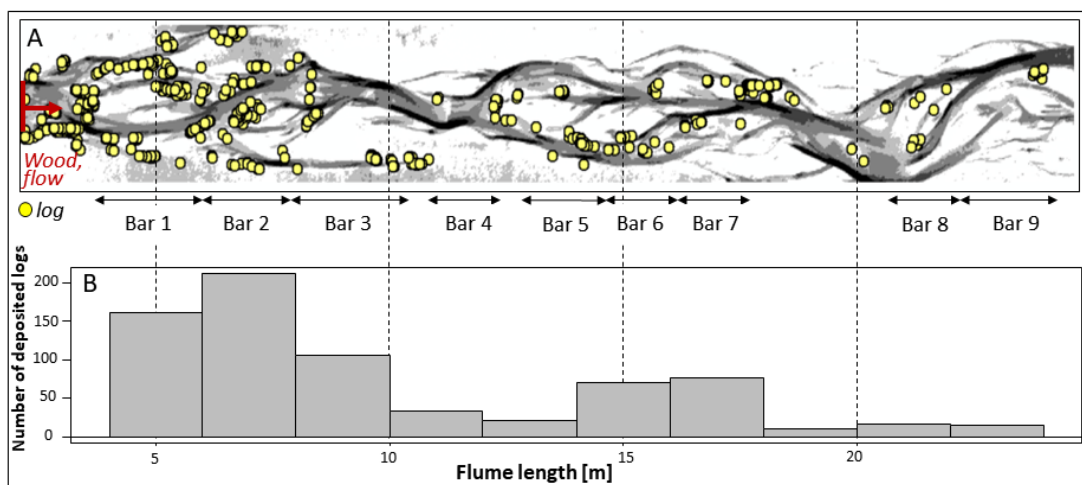 A
Wood,
flow
log
Bar 1 Bar 2 Bar 3 Bar 4 Bar 5 Bar 6 Bar 7 Bar 8 Bar 9
B
Number of deposited logs
200
150
100
50
0
5 10 15 20
Flume length [m]